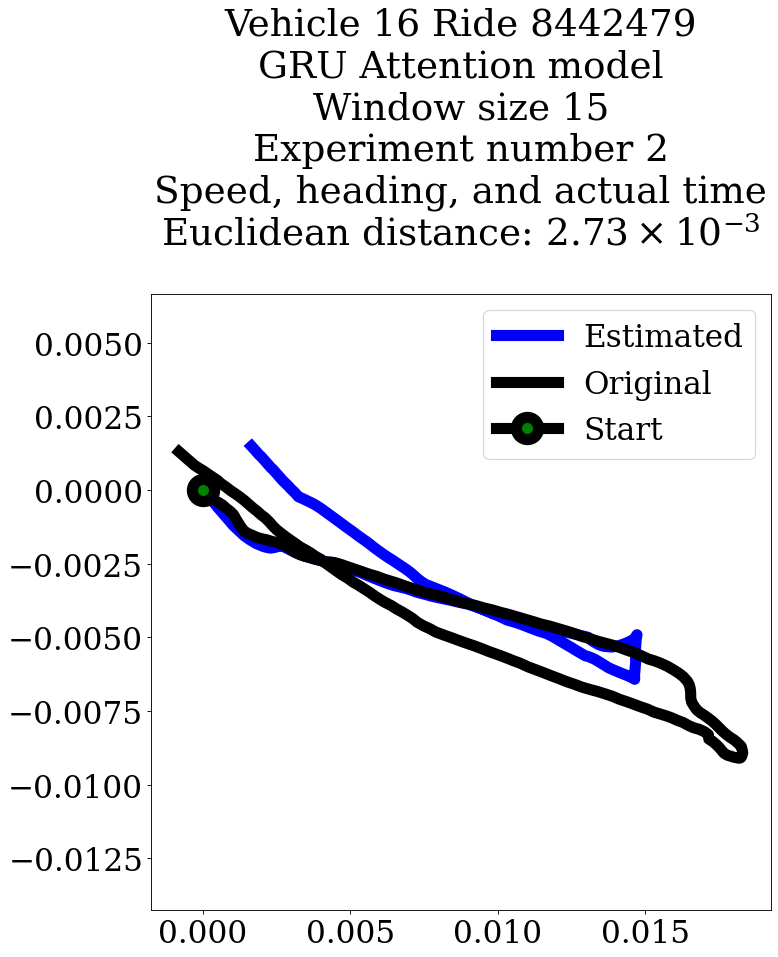 Vehicle 16 Ride 8442479
GRU Attention model
Window size 15
Experiment number 2
Speed, heading, and actual time
Euclidean distance: 2.73 × 10⁻³
Estimated
Original
Start
0.0050
0.0025
0.0000
−0.0025
−0.0050
−0.0075
−0.0100
−0.0125
0.000 0.005 0.010 0.015